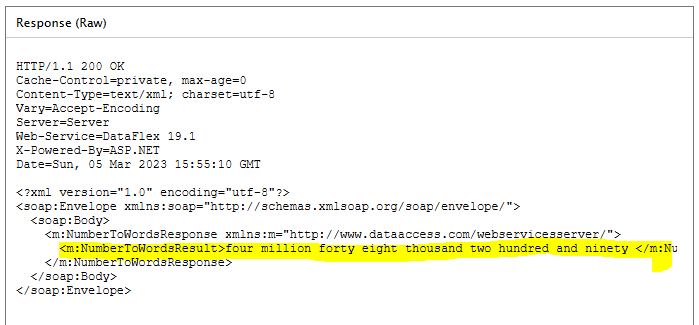 Response (Raw)
HTTP/1.1 200 OK
Cache-Control=private, max-age=0
Content-Type=text/xml; charset=utf-8
Vary=Accept-Encoding
Server=Server
Web-Service=DataFlex 19.1
X-Powered-By=ASP.NET
Date=Sun, 05 Mar 2023 15:55:10 GMT
<?xml version="1.0" encoding="utf-8"?>
<soap:Envelope xmlns:soap="http://schemas.xmlsoap.org/soap/envelope/">
<soap:Body>
<m:NumberToWordsResponse xmlns:m="http://www.dataaccess.com/webservicesserver/">
<m:NumberToWordsResult>four million forty eight thousand two hundred and ninety </m:Nu
</m:NumberToWordsResponse>
</soap:Body>
</soap:Envelope>